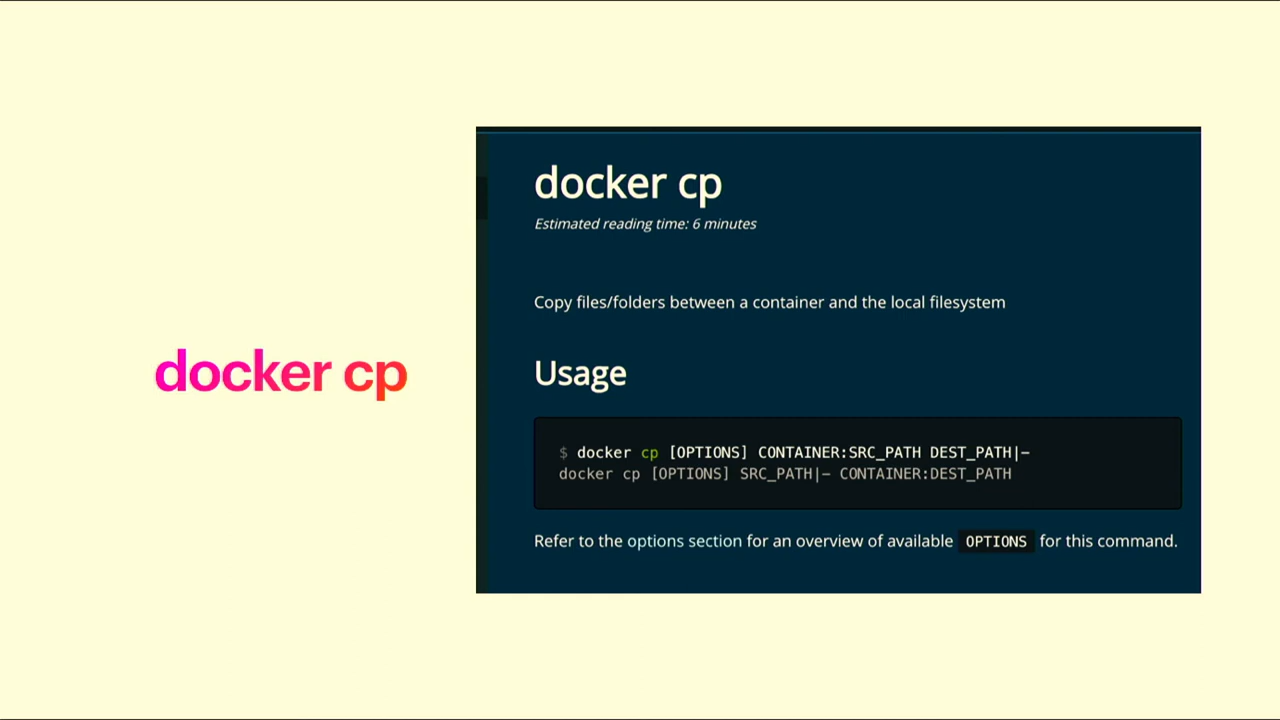 docker cp
docker cp
Estimated reading time: 6 minutes
Copy files/folders between a container and the local filesystem
Usage
$ docker cp [OPTIONS] CONTAINER:SRC_PATH DEST_PATH|-
docker cp [OPTIONS] SRC_PATH|- CONTAINER:DEST_PATH
Refer to the options section for an overview of available OPTIONS for this command.